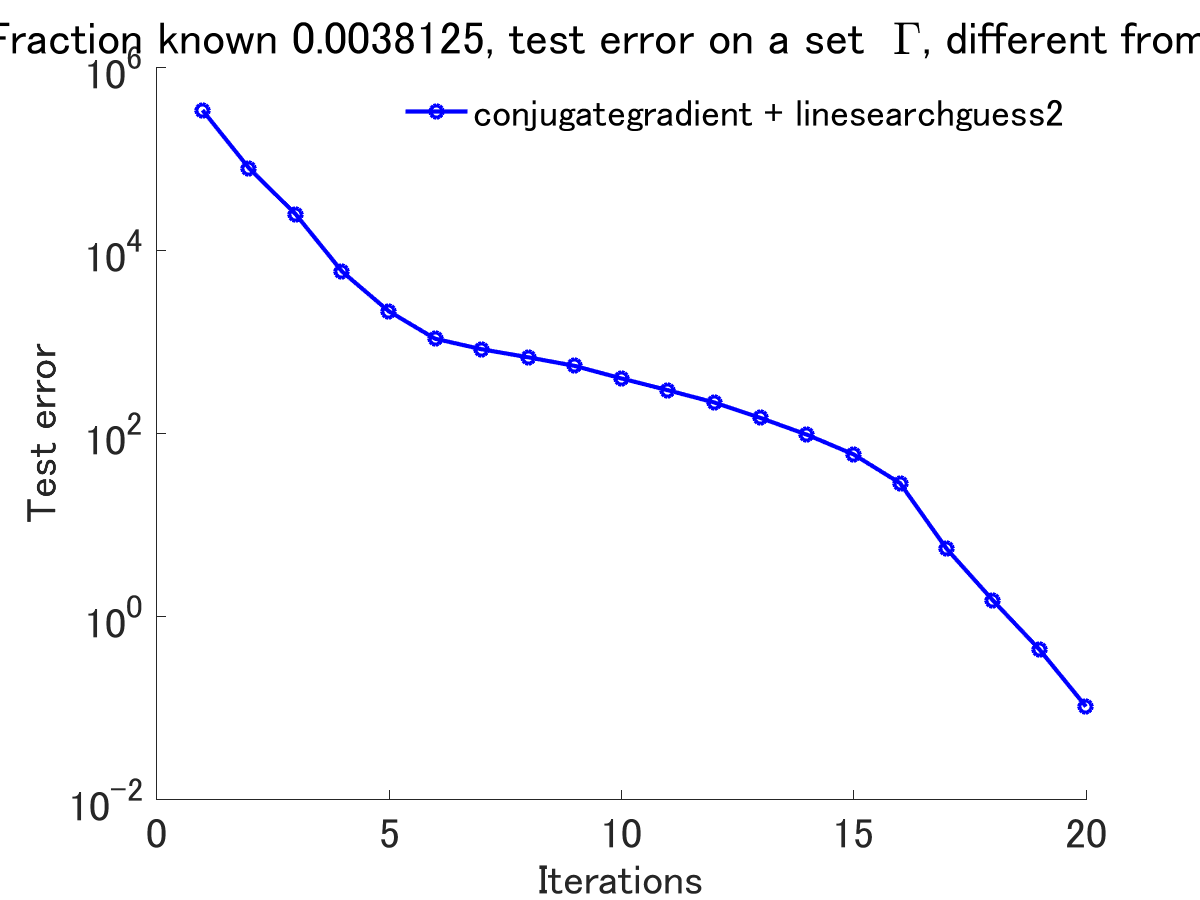 Fraction known 0.0038125, test error on a set Γ, different from
10^6
conjugategradient + linesearchguess2
10^4
10^2
10^0
10^-2
Test error
0 5 10 15 20
Iterations